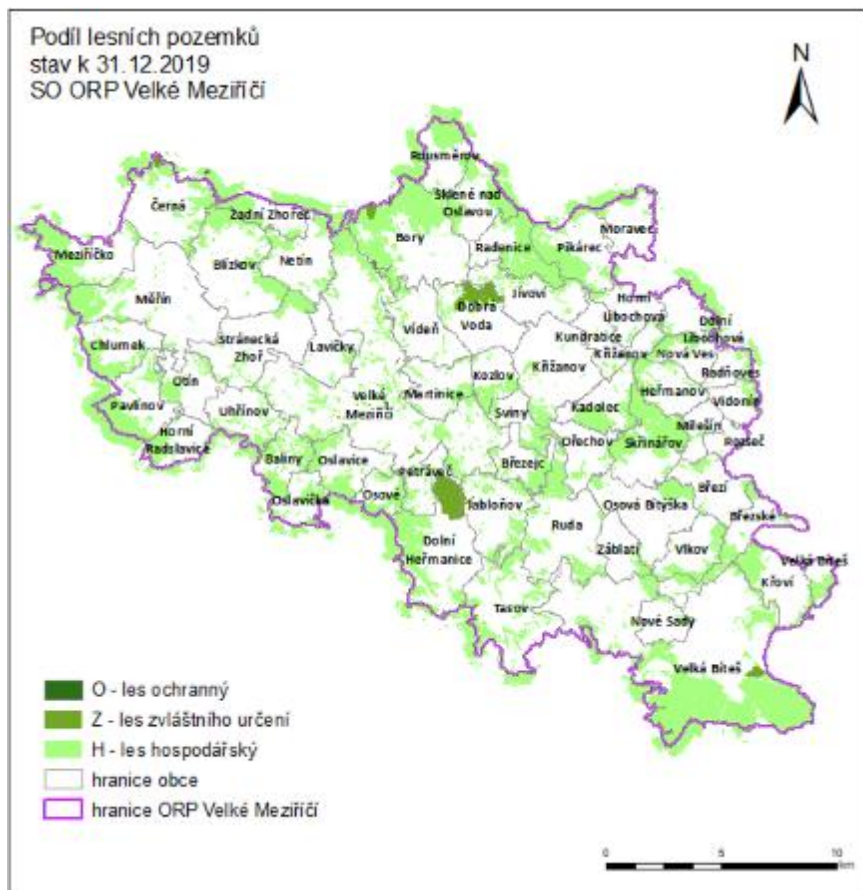 Podíl lesních pozemků
stav k 31.12.2019
SO ORP Velké Meziříčí
N
Rousměrov
Sklené nad
Oslavou
Černá
Zadní Zhořec
Bory
Moravec
Radenice
Pikárec
Meziříčko
Blízkov
Netín
Měřín
Jívoví
Dobrá
Voda
Horní
Libochová
Vídeň
Dolní
Libochová
Stránecká
Zhoř
Lavičky
Kundratice
Křižanov
Křižanov
Nová Ves
Chlumek
Rodňoves
Kozlov
Otín
Velké
Meziříčí
Martinice
Heřmanov
Vidonín
Pavlínov
Uhřínov
Sviny
Kadolec
Milešín
Horní
Radslavice
Ořechov
Skřinářov
Rozseč
Baliny
Oslavice
Petráveč
Březejc
Oslavička
Osové
Jabloňov
Osová Bítýška
Březí
Březské
Ruda
Dolní
Heřmanice
Záblatí
Vlkov
Velká Bíteš
Křoví
Tasov
Nové Sady
Velká Bíteš
O - les ochranný
Z - les zvláštního určení
H - les hospodářský
hranice obce
hranice ORP Velké Meziříčí
0 5 10
km